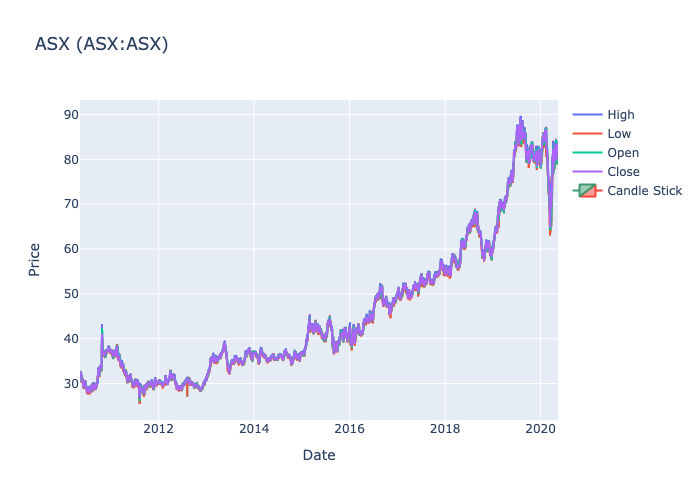 ASX (ASX:ASX)
90
80
70
60
50
40
30
Price
2012
2014
2016
2018
2020
Date
High
Low
Open
Close
Candle Stick